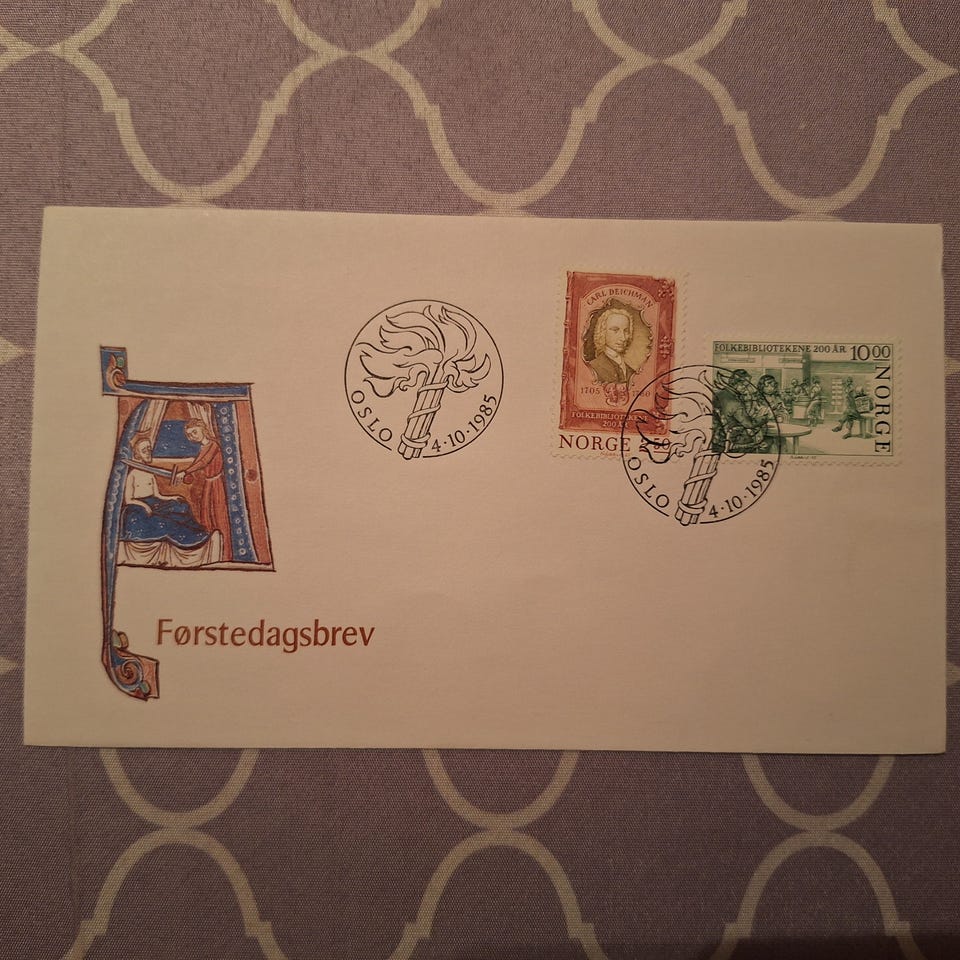 OSLO 4·10·1985
CARL DEICHMAN
1705
FOLKEBIBLIOTEKENE
200 ÅR
NORGE
FOLKEBIBLIOTEKENE 200 ÅR. 10 00
NORGE
OSLO 4·10·1985
Førstedagsbrev